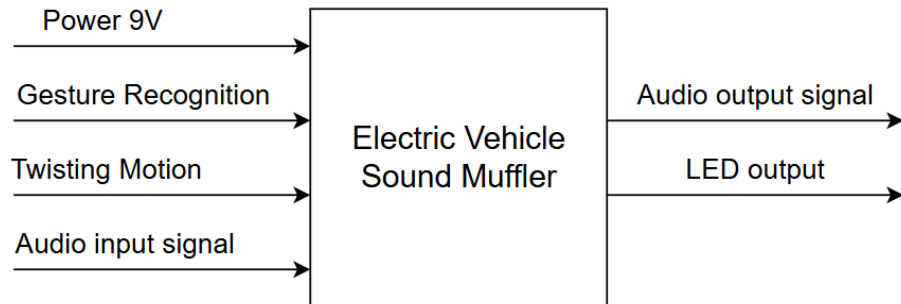 Power 9V
Gesture Recognition
Twisting Motion
Audio input signal
Electric Vehicle
Sound Muffler
Audio output signal
LED output